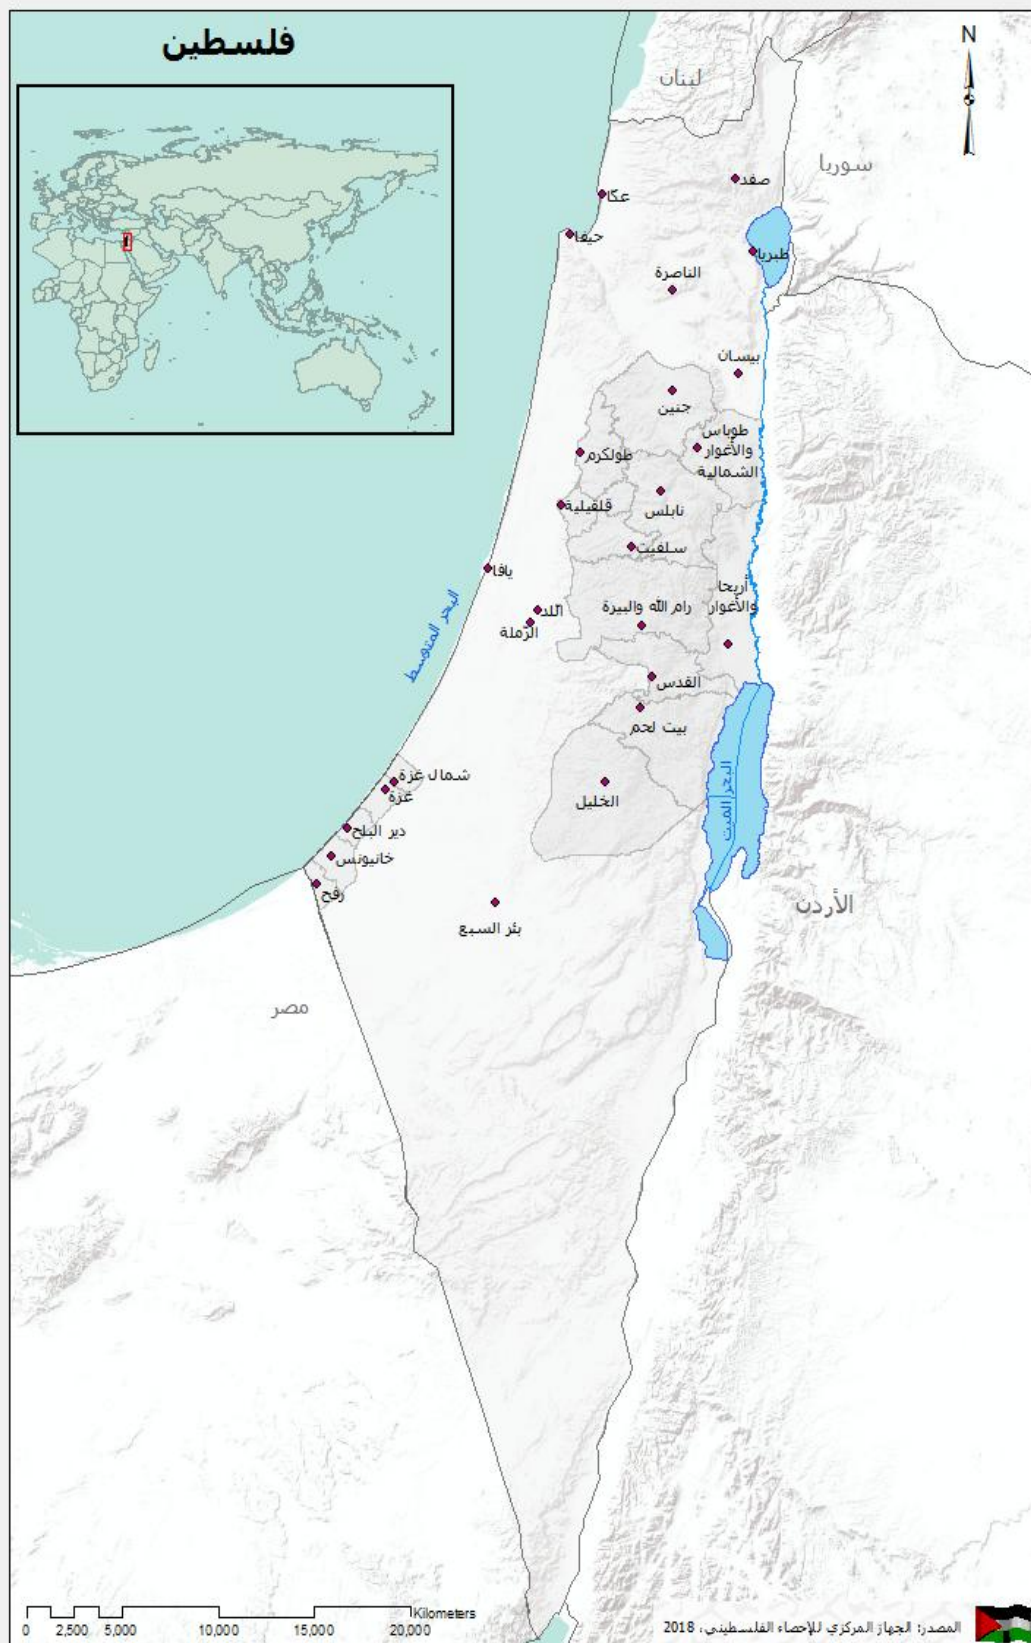 فلسطين
N
لبنان
سوريا
صفد
عكّا
حيفا
طبريا
الناصرة
بيسان
جنين
طوباس
والأغوار
الشمالية
طولكرم
نابلس
قلقيلية
سلفيت
يافا
أريحا
والأغوار
رام الله والبيرة
اللد
الرّملة
البحر المتوسط
القدس
بيت لحم
البحر الميت
شمال غزة
غزة
الخليل
دير البلح
خانيونس
رفح
الأردن
بئر السبع
مصر
Kilometers
0 2,500 5,000 10,000 15,000 20,000
المصدر: الجهاز المركزي للإحصاء الفلسطيني، 2018